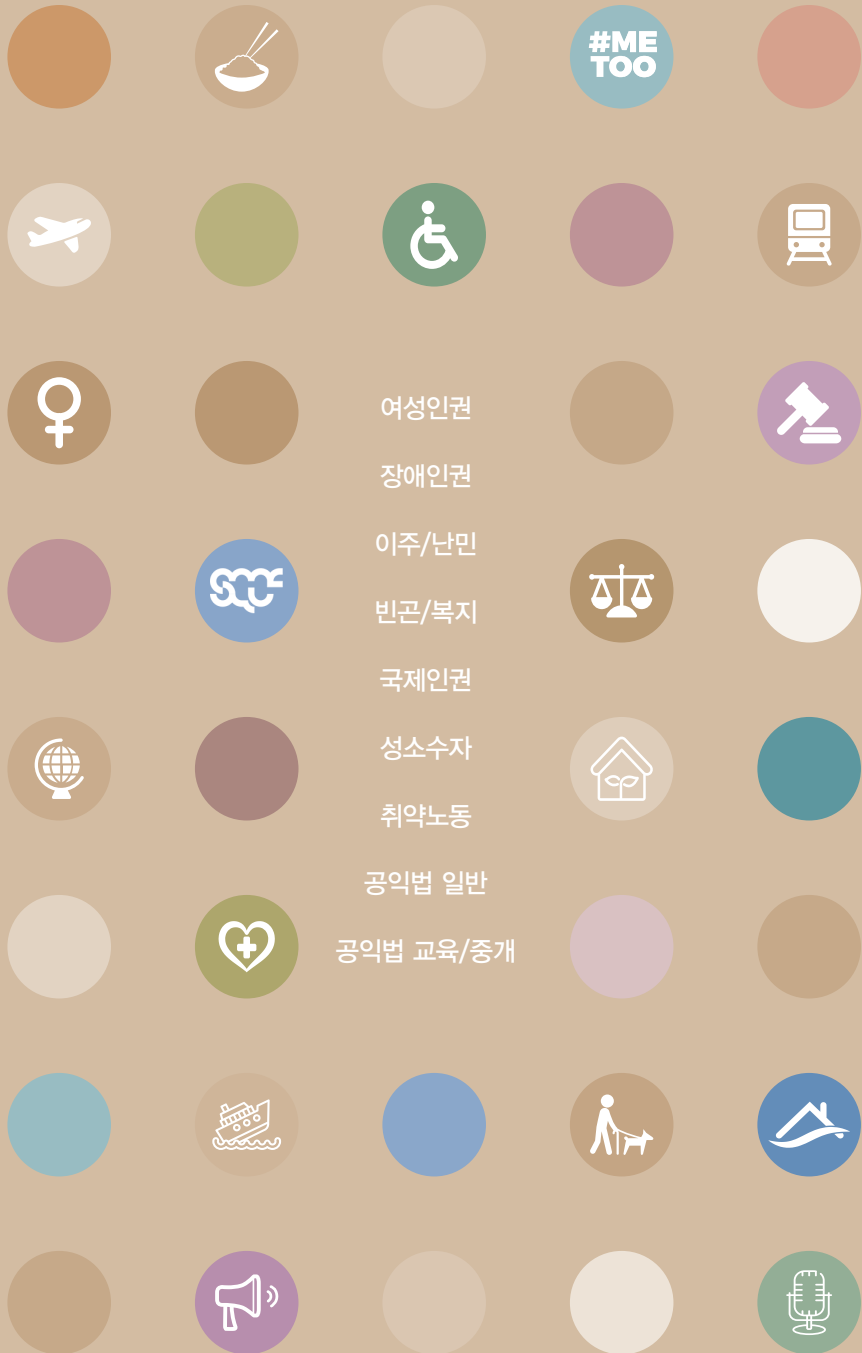 #ME
TOO
여성인권
장애인권
이주/난민
빈곤/복지
국제인권
성소수자
취약노동
공익법 일반
공익법 교육/중개